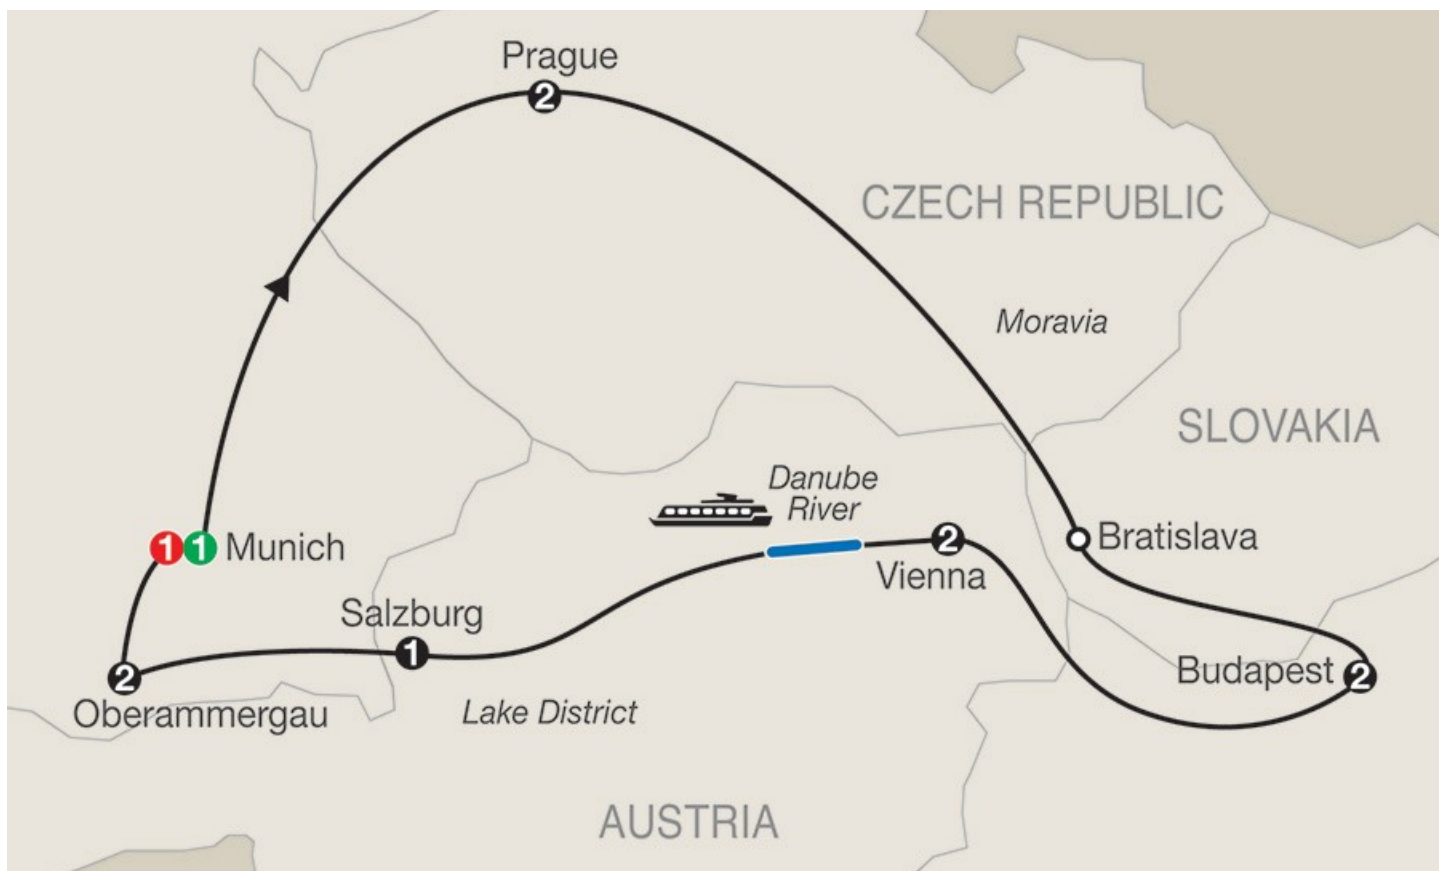 Prague
2
CZECH REPUBLIC
Moravia
SLOVAKIA
Danube
River
1 1 Munich
2
Bratislava
Vienna
Salzburg
1
Budapest 2
2
Oberammergau
Lake District
AUSTRIA